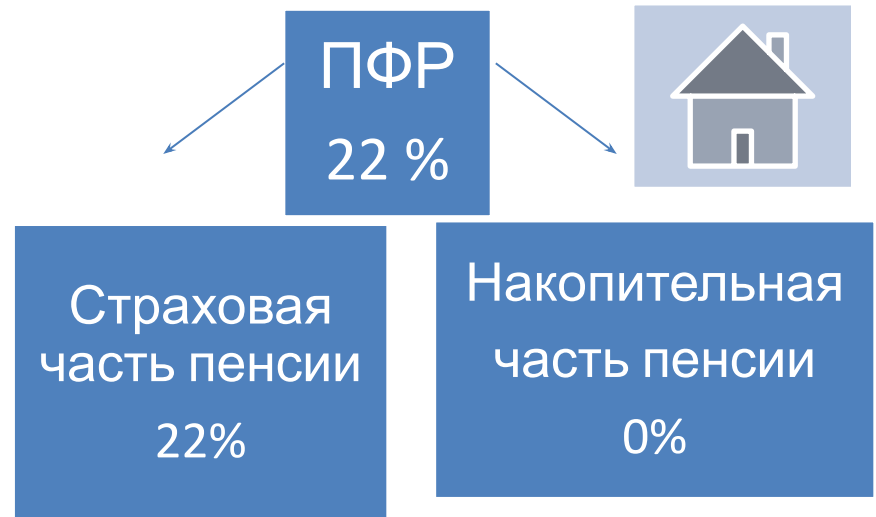 ПФР
22 %
Страховая
часть пенсии
22%
Накопительная
часть пенсии
0%